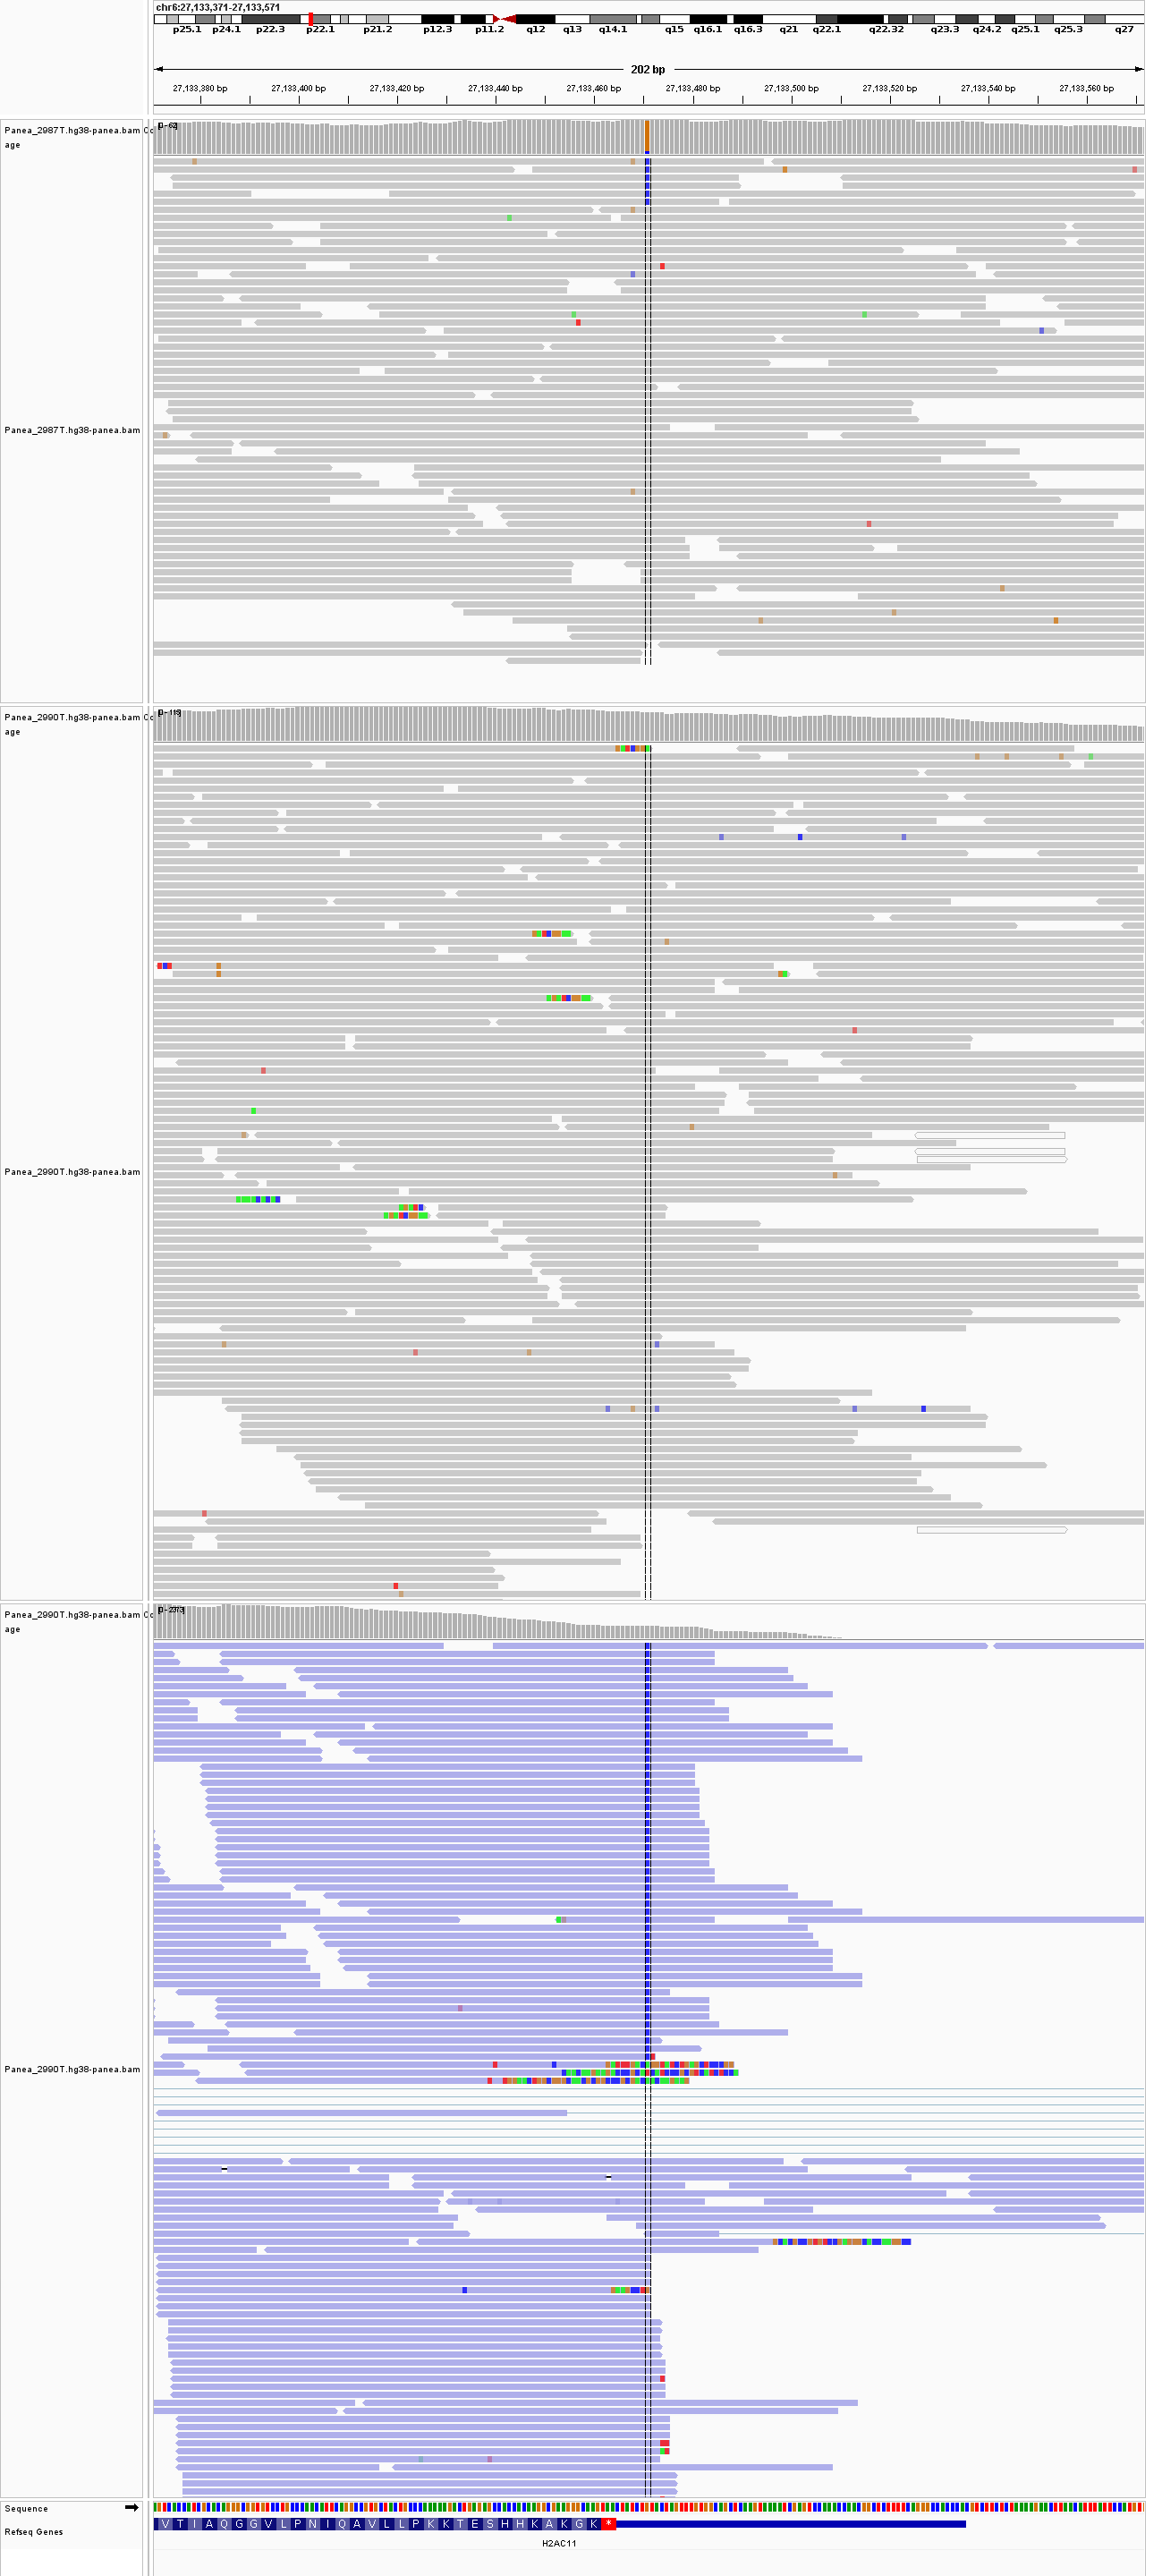 chr6:27,133,371-27,133,571
p25.1 p24.1 p22.3 p22.1 p21.2 p12.3 p11.2 q12 q13 q14.1 q15 q16.1 q16.3 q21 q22.1 q22.32 q23.3 q24.2 q25.1 q25.3 q27
202 bp
27,133,380 bp 27,133,400 bp 27,133,420 bp 27,133,440 bp 27,133,460 bp 27,133,480 bp 27,133,500 bp 27,133,520 bp 27,133,540 bp 27,133,560 bp
Panea_2987T.hg38-panea.bam Co
age
[0 - 62]
Panea_2987T.hg38-panea.bam
Panea_2990T.hg38-panea.bam Co
age
Panea_2990T.hg38-panea.bam
Panea_2990T.hg38-panea.bam Co
age
Panea_2990T.hg38-panea.bam
Sequence
Refseq Genes
V T I A Q G G V L P N I Q A V L L P K K T E S H H K A K G K *
H2AC11